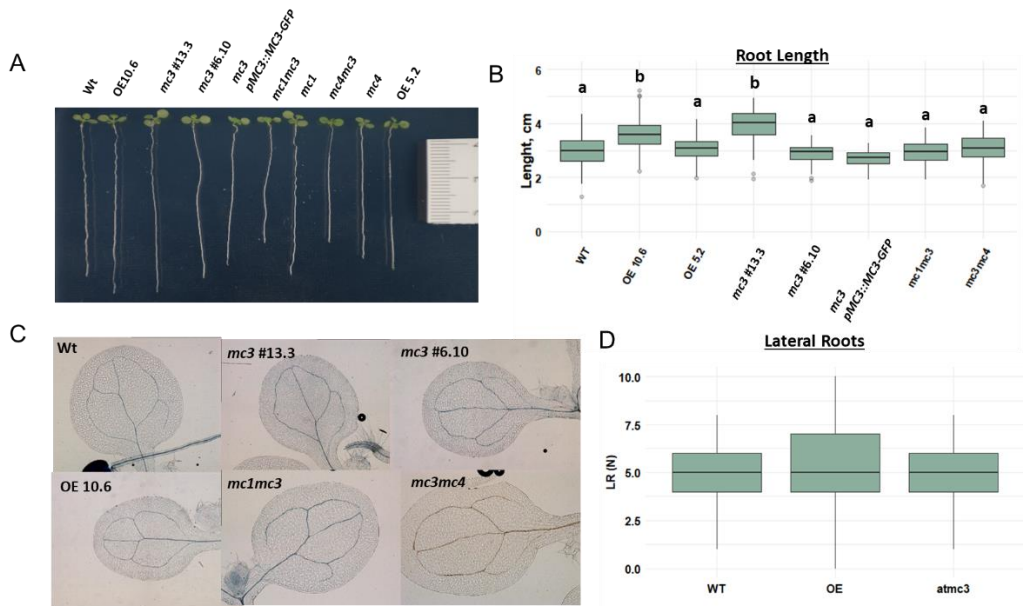 A
Wt
OE10.6
mc3 #13.3
mc3 #6.10
mc3
pMC3::MC3-GFP
mc1mc3
mc1
mc4mc3
mc4
OE 5.2
B
Root Length
Lenght, cm
6
4
2
0
a
b
a
b
a
a
a
a
WT
OE 10.6
OE 5.2
mc3 #13.3
mc3 #6.10
mc3
pMC3::MC3-GFP
mc1mc3
mc3mc4
C
Wt
mc3 #13.3
mc3 #6.10
OE 10.6
mc1mc3
mc3mc4
D
Lateral Roots
LR (N)
10.0
7.5
5.0
2.5
0.0
WT
OE
atmc3